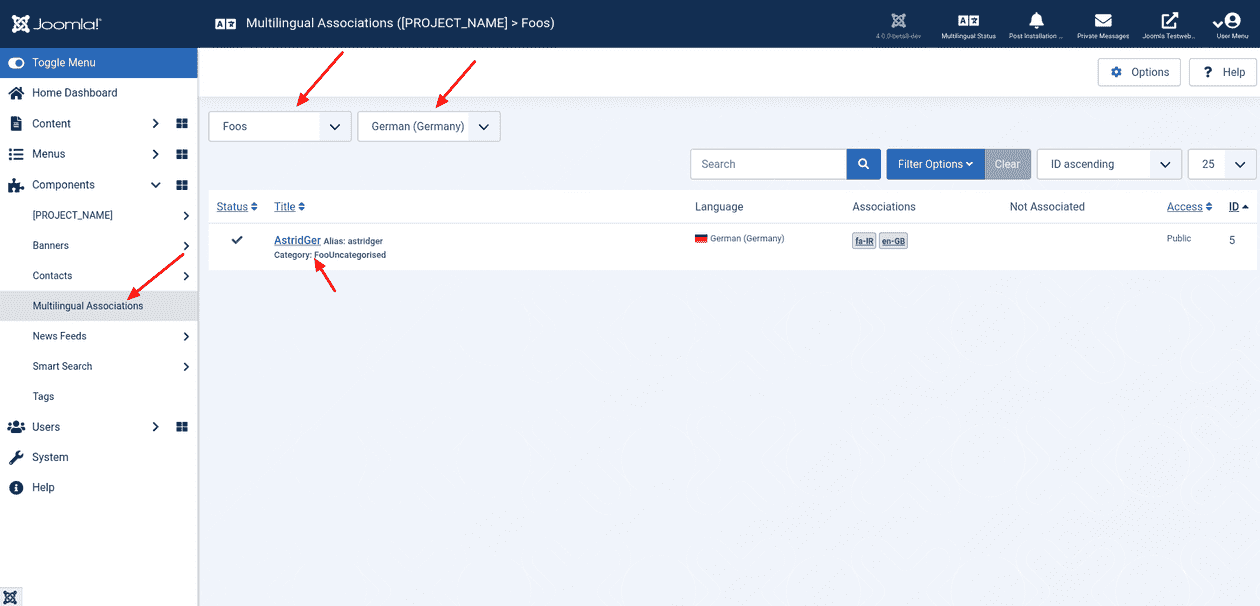 Joomla!®
Multilingual Associations ([PROJECT_NAME] > Foos)
4.0.0-beta8-dev
Multilingual Status
Post Installation ...
Private Messages
Joomla Testweb...
User Menu
Toggle Menu
Options
Help
Home Dashboard
Content
Menus
Components
[PROJECT_NAME]
Banners
Contacts
Multilingual Associations
News Feeds
Smart Search
Tags
Users
System
Help
Foos
German (Germany)
Search
Filter Options
Clear
ID ascending
25
Status Title Language Associations Not Associated Access ID
AstridGer Alias: astridger German (Germany) fa-IR en-GB Public 5
Category: FooUncategorised